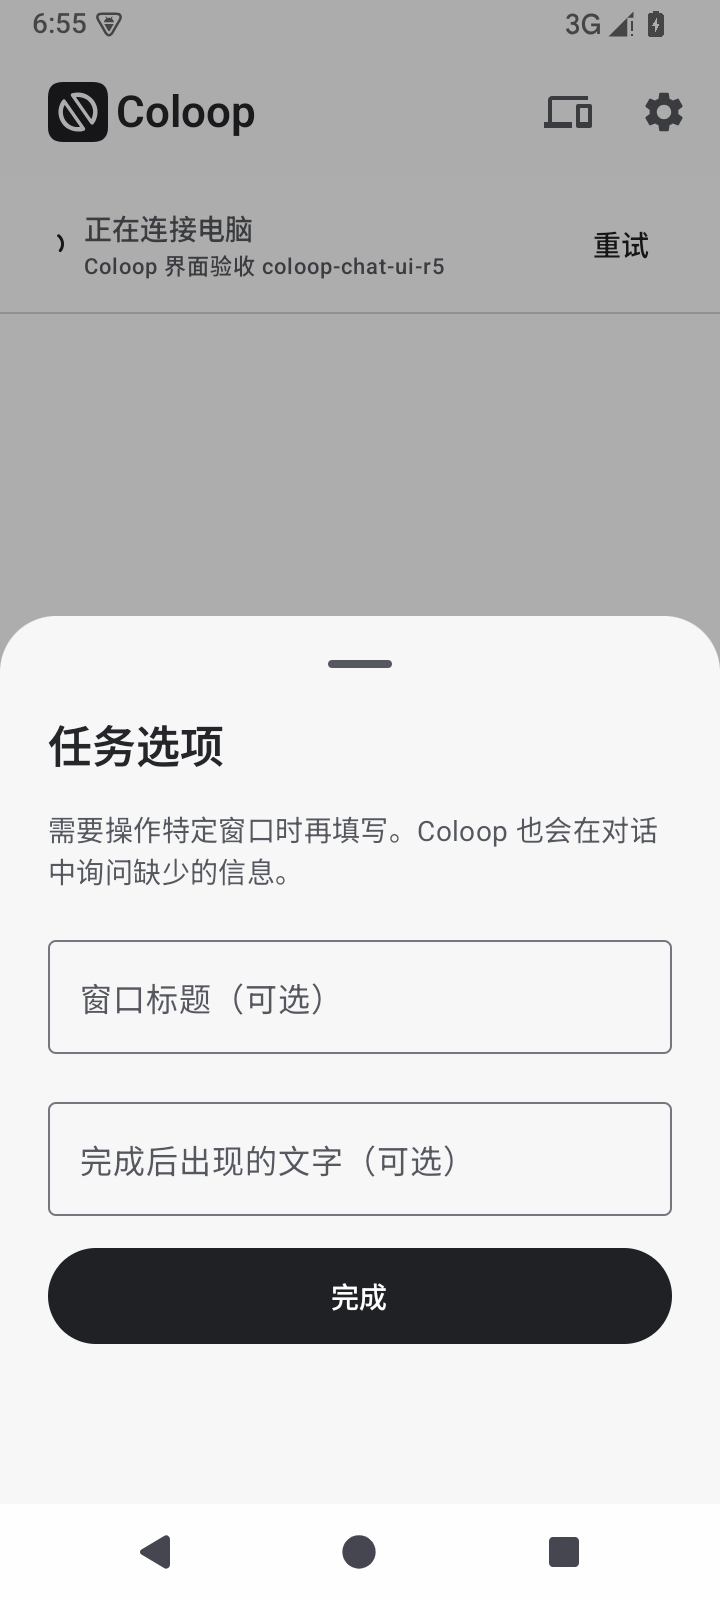 6:55
3G
Coloop
正在连接电脑
Coloop 界面验收 coloop-chat-ui-r5
重试
任务选项
需要操作特定窗口时再填写。Coloop 也会在对话
中询问缺少的信息。
窗口标题（可选）
完成后出现的文字（可选）
完成